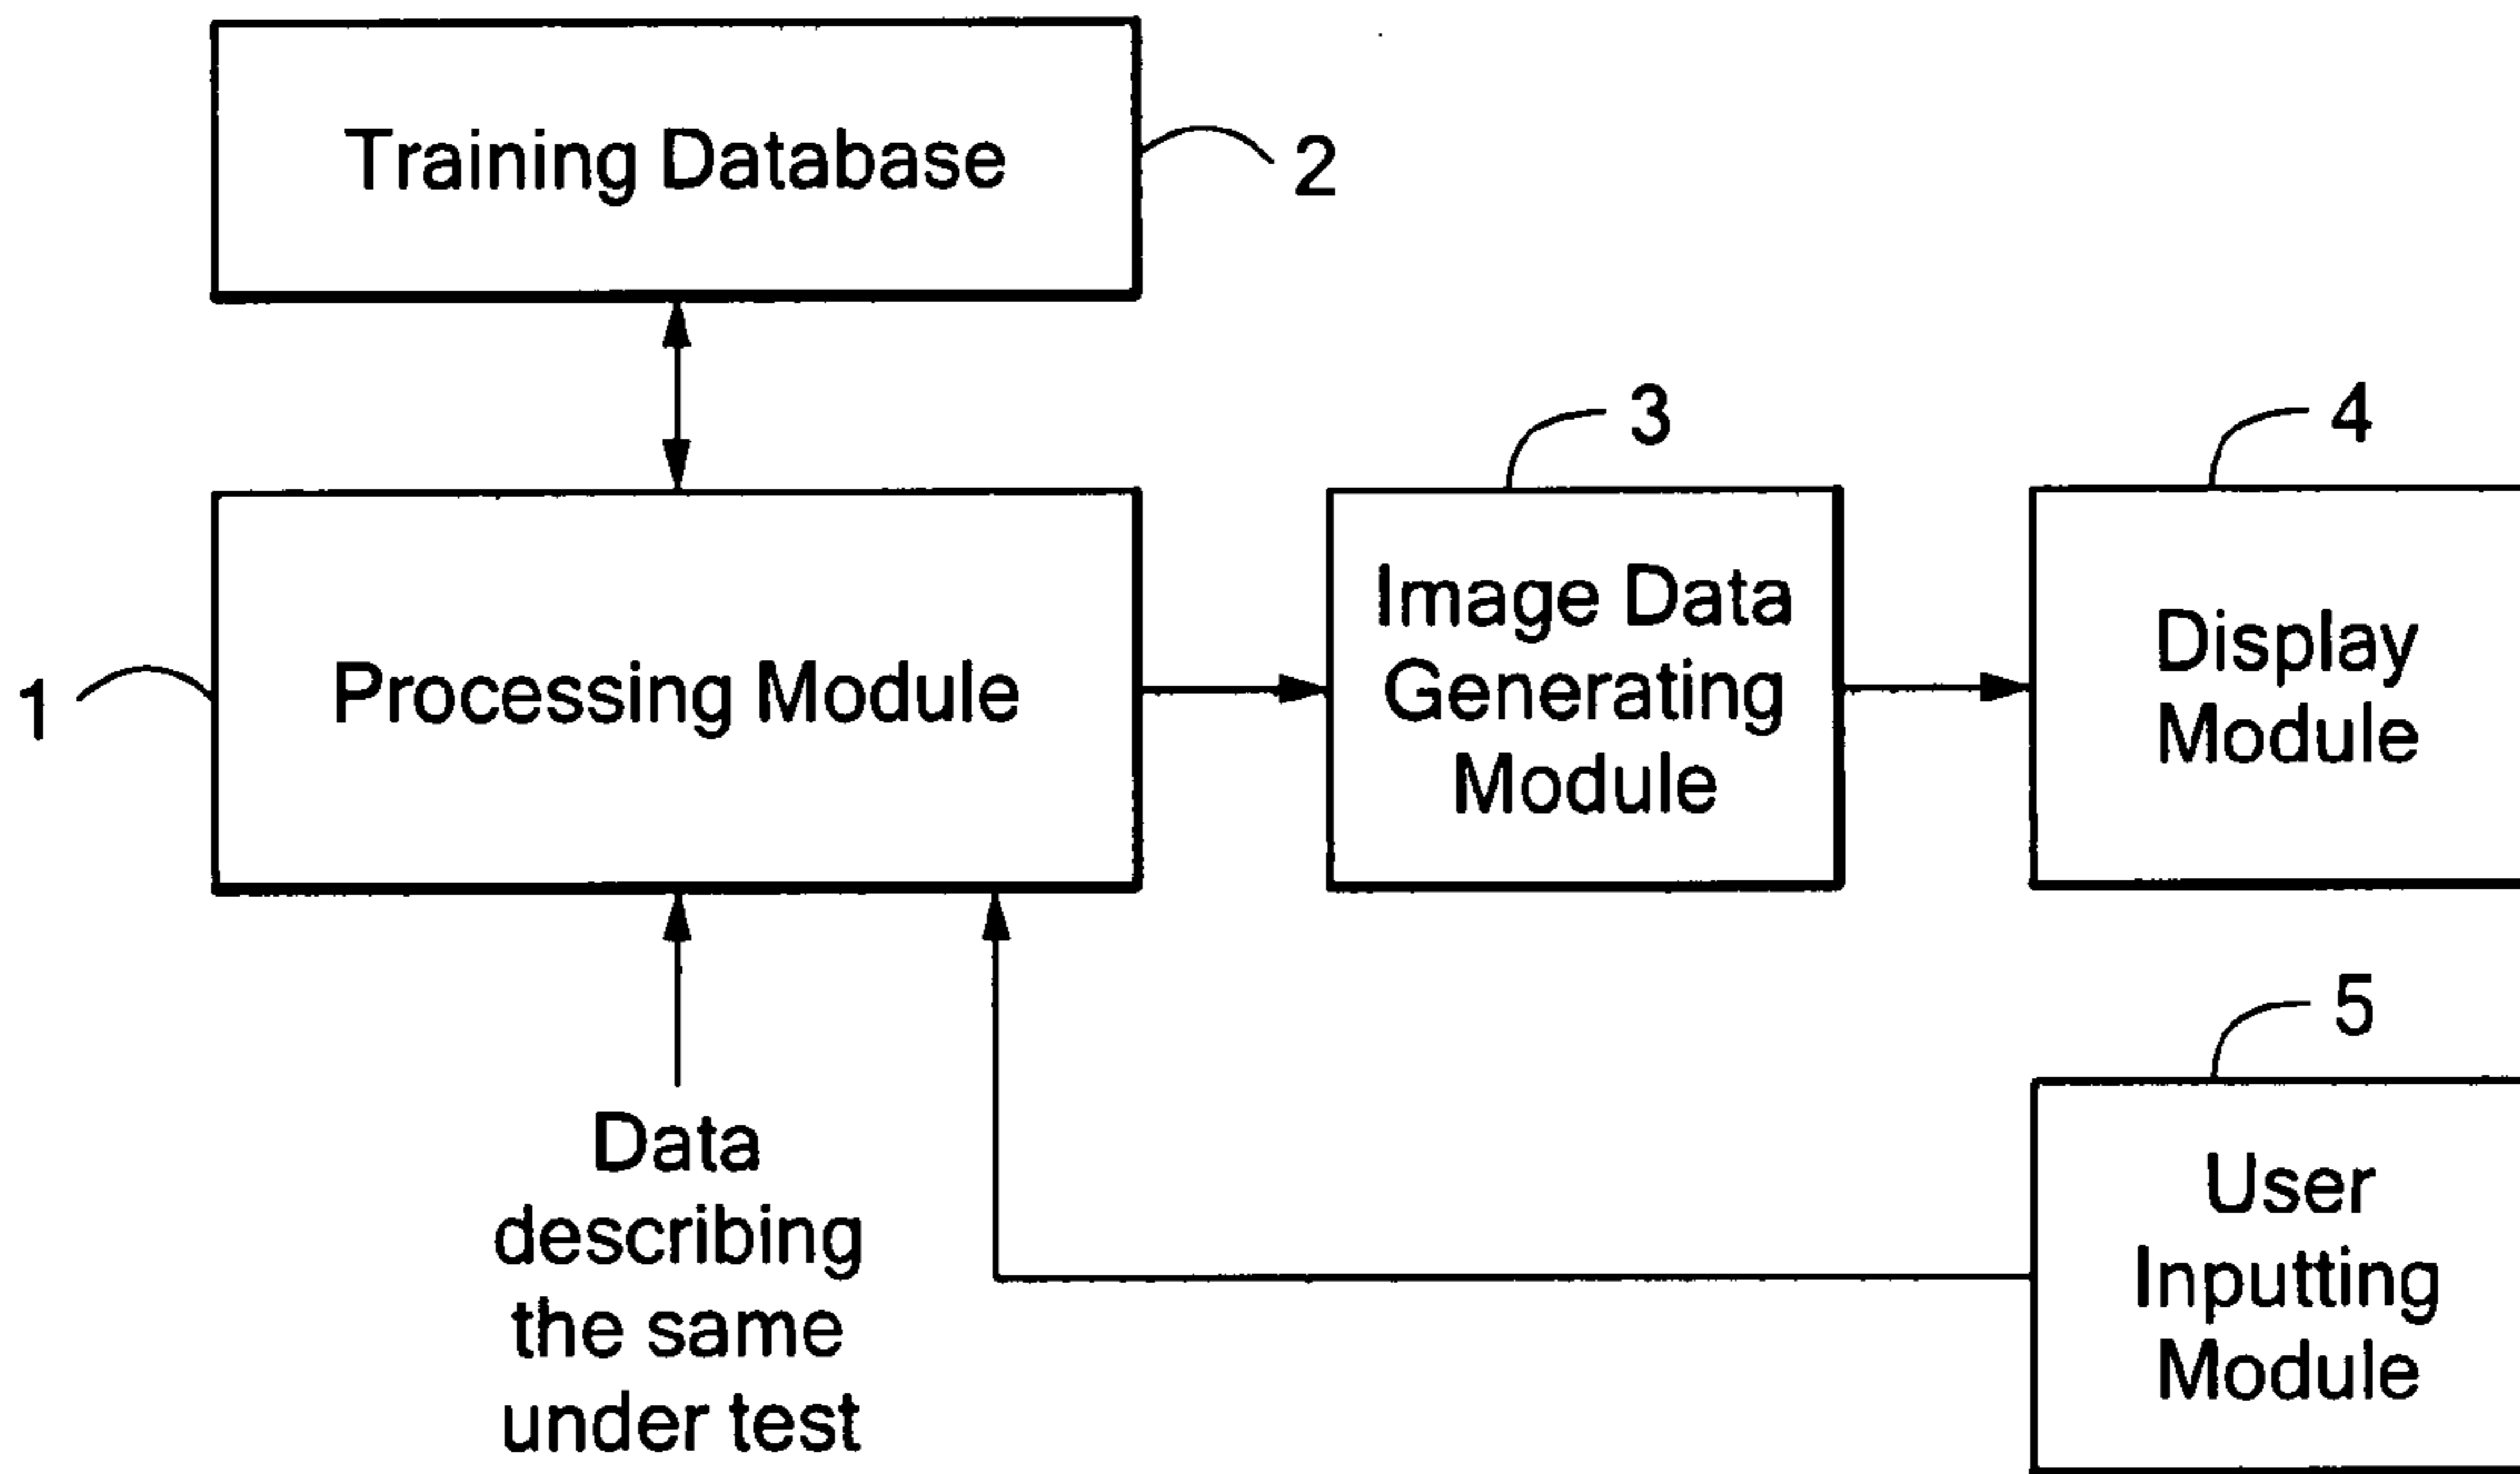 Training Database
2
3
4
1
Processing Module
Image Data
Generating
Module
Display
Module
5
Data
describing
the same
under test
User
Inputting
Module